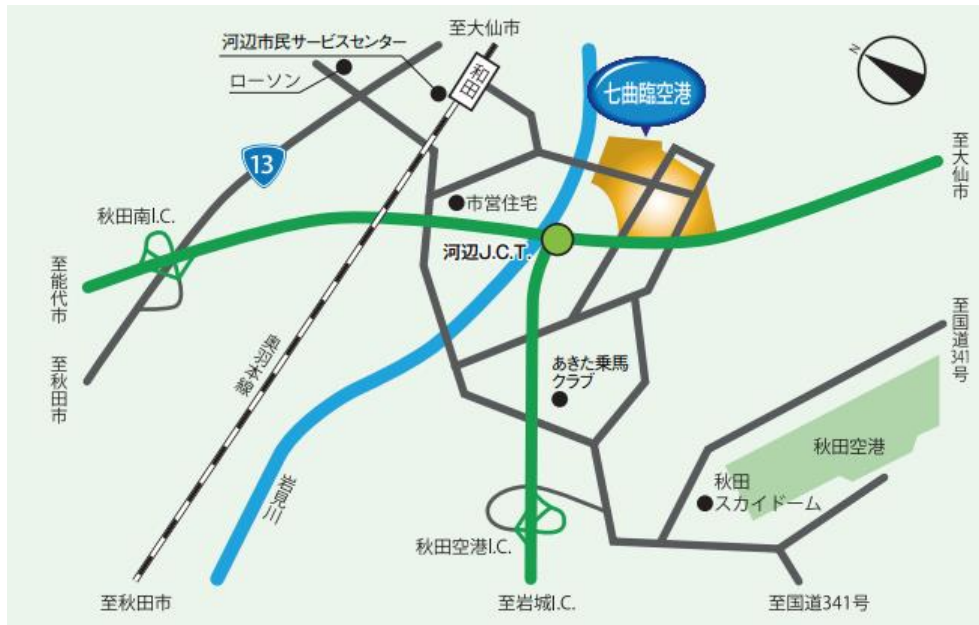 至大仙市
河辺市民サービスセンター
ローソン
和田
七曲臨空港
N
13
至大仙市
秋田南I.C.
市営住宅
河辺J.C.T.
至能代市
至国道341号
奥羽本線
至秋田市
あきた乗馬
クラブ
秋田空港
秋田
スカイドーム
岩見川
秋田空港I.C.
至秋田市
至岩城I.C.
至国道341号